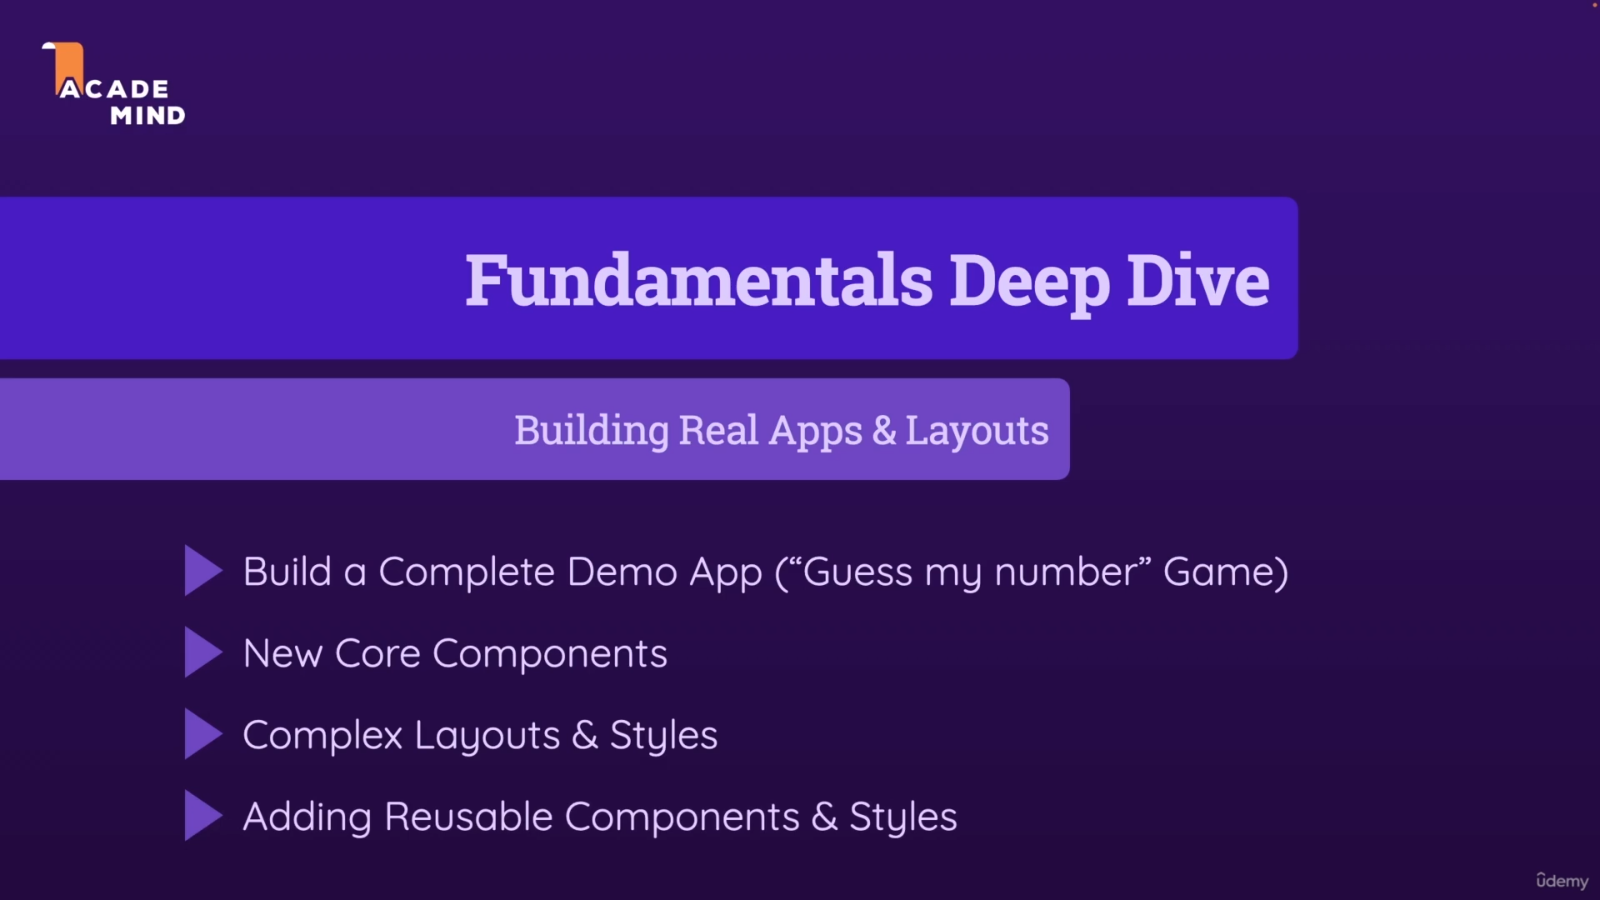 ACADE
MIND
Fundamentals Deep Dive
Building Real Apps & Layouts
Build a Complete Demo App (“Guess my number” Game)
New Core Components
Complex Layouts & Styles
Adding Reusable Components & Styles
udemy